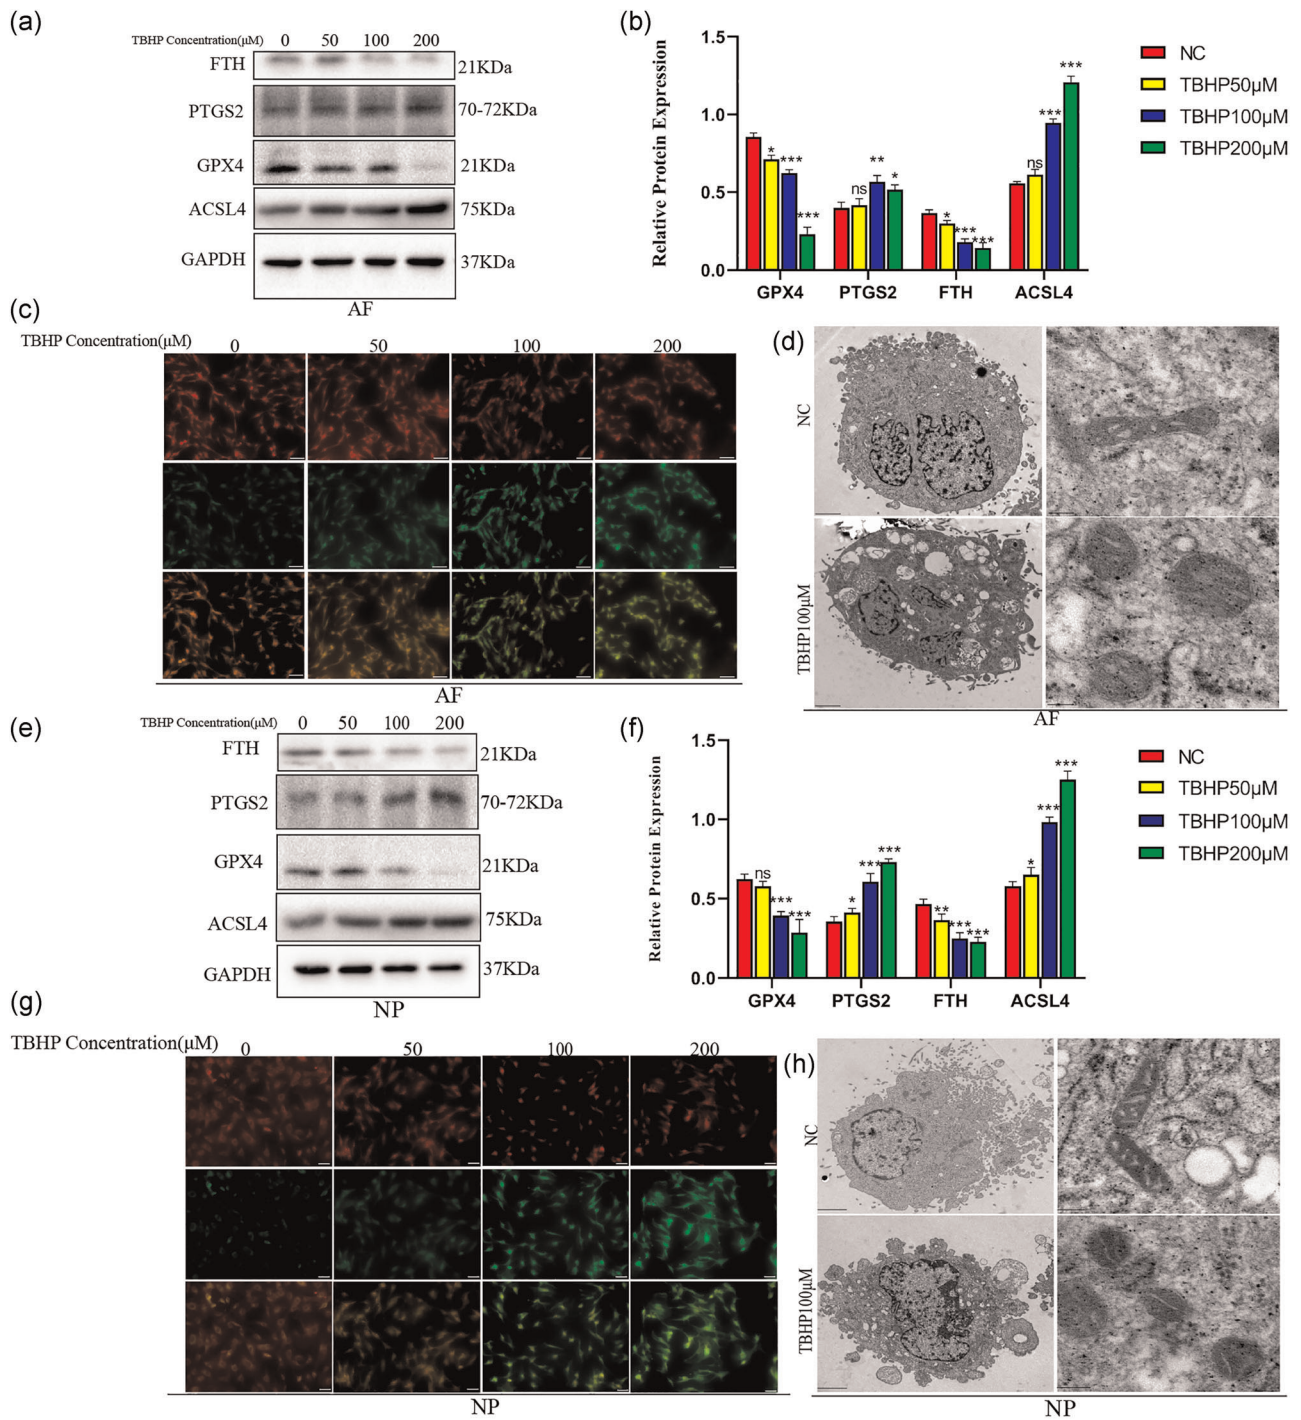 (a)
TBHP Concentration(μM) 0 50 100 200
FTH 21KDa
PTGS2 70-72KDa
GPX4 21KDa
ACSL4 75KDa
GAPDH 37KDa
AF
(b)
Relative Protein Expression
1.5
1.0
0.5
0.0
* *** ***
ns ** *
* *** ***
ns *** ***
GPX4 PTGS2 FTH ACSL4
NC
TBHP50μM
TBHP100μM
TBHP200μM
(c)
TBHP Concentration(μM) 0 50 100 200
AF
(d)
NC
TBHP100μM
AF
(e)
TBHP Concentration(μM) 0 50 100 200
FTH 21KDa
PTGS2 70-72KDa
GPX4 21KDa
ACSL4 75KDa
GAPDH 37KDa
NP
(f)
Relative Protein Expression
1.5
1.0
0.5
0.0
ns *** ***
* *** ***
** *** ***
* *** ***
GPX4 PTGS2 FTH ACSL4
NC
TBHP50μM
TBHP100μM
TBHP200μM
(g)
TBHP Concentration(μM) 0 50 100 200
NP
(h)
NC
TBHP100μM
NP